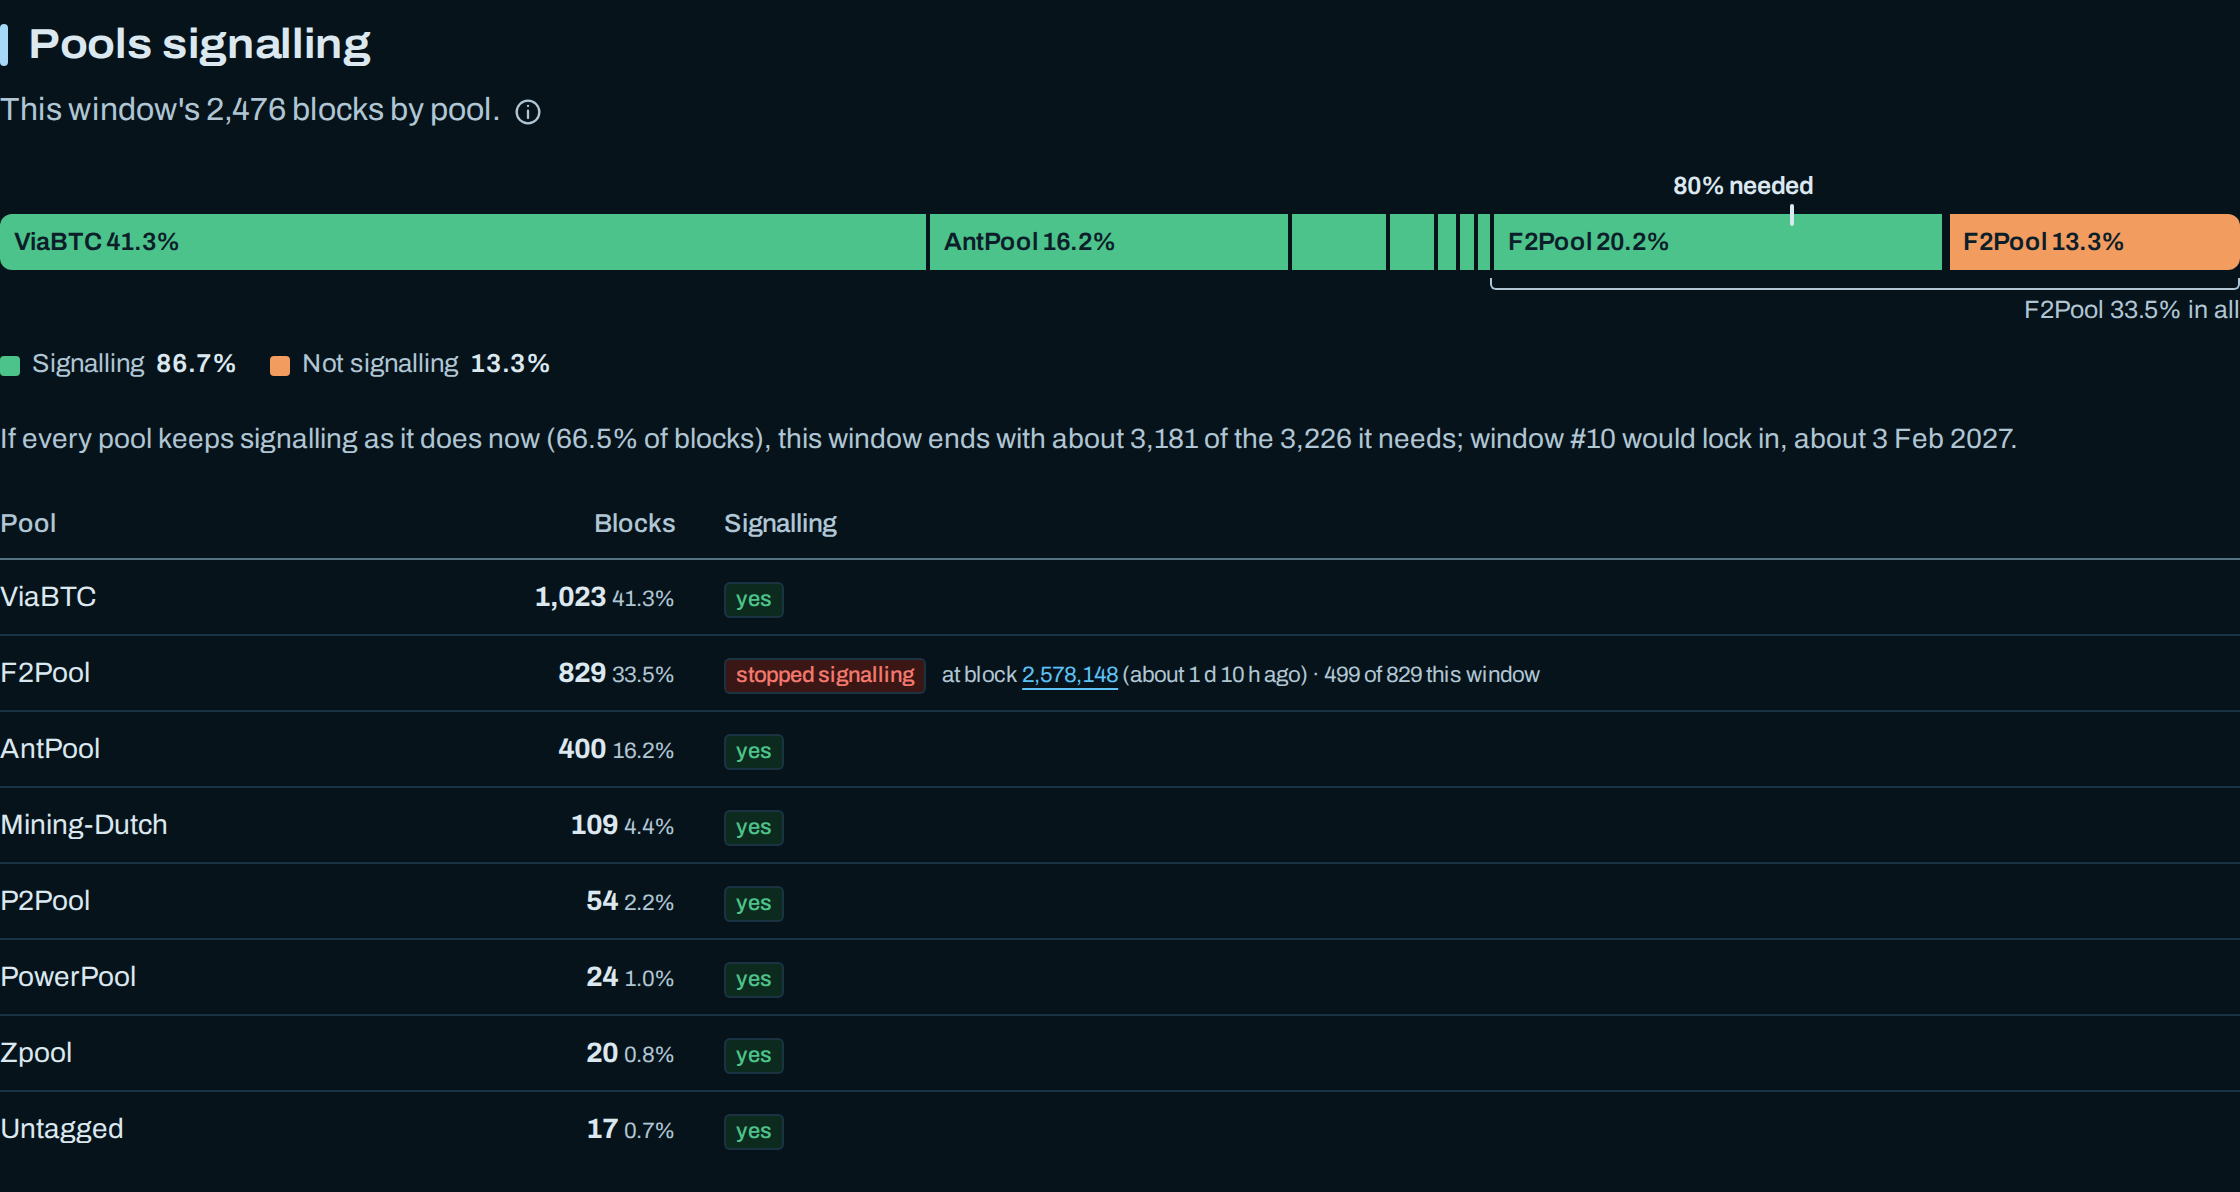 Pools signalling
This window's 2,476 blocks by pool.
80% needed
ViaBTC 41.3% AntPool 16.2% F2Pool 20.2% F2Pool 13.3%
F2Pool 33.5% in all
Signalling 86.7% Not signalling 13.3%
If every pool keeps signalling as it does now (66.5% of blocks), this window ends with about 3,181 of the 3,226 it needs; window #10 would lock in, about 3 Feb 2027.
Pool Blocks Signalling
ViaBTC 1,023 41.3% yes
F2Pool 829 33.5% stopped signalling at block 2,578,148 (about 1 d 10 h ago) · 499 of 829 this window
AntPool 400 16.2% yes
Mining-Dutch 109 4.4% yes
P2Pool 54 2.2% yes
PowerPool 24 1.0% yes
Zpool 20 0.8% yes
Untagged 17 0.7% yes